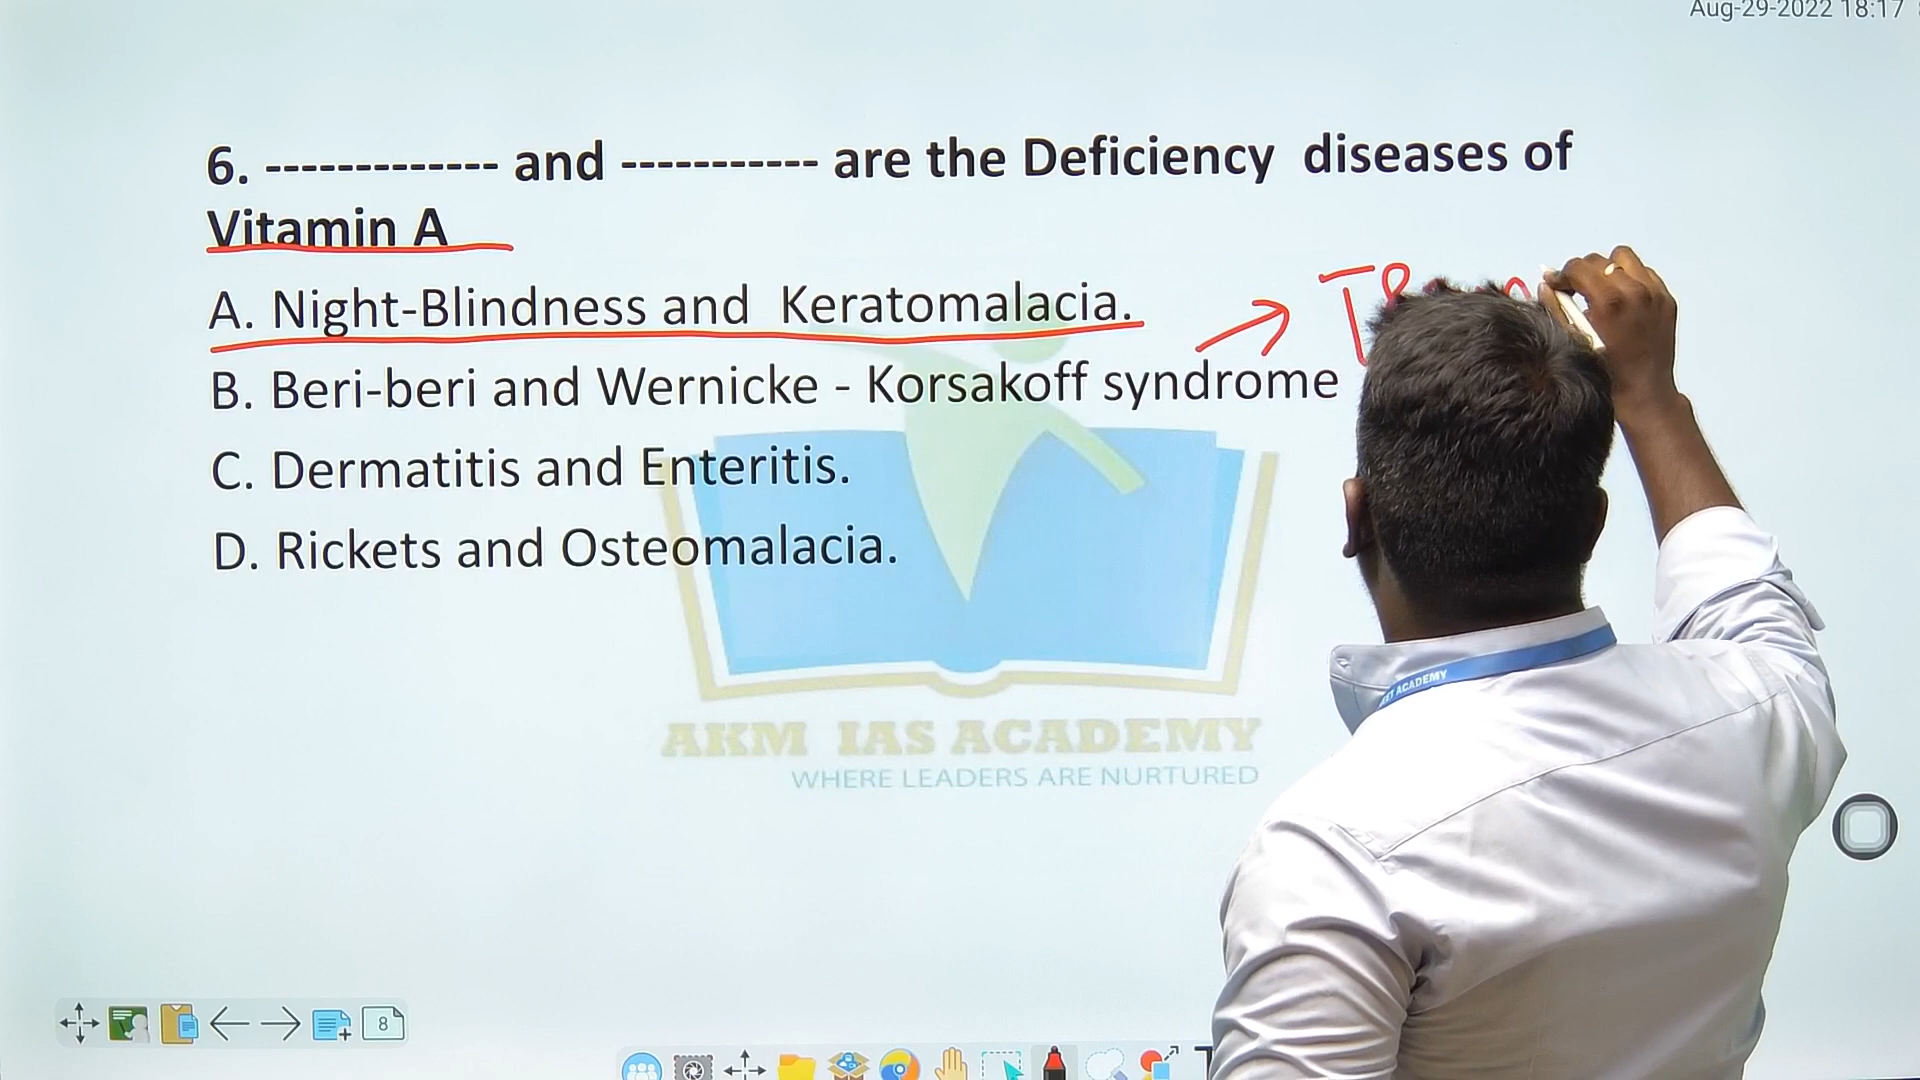 Aug-29-2022 18:17
6. ------------- and ----------- are the Deficiency diseases of
Vitamin A
A. Night-Blindness and Keratomalacia.
B. Beri-beri and Wernicke - Korsakoff syndrome
C. Dermatitis and Enteritis.
D. Rickets and Osteomalacia.
AKM IAS ACADEMY
WHERE LEADERS ARE NURTURED
ACADEMY
8